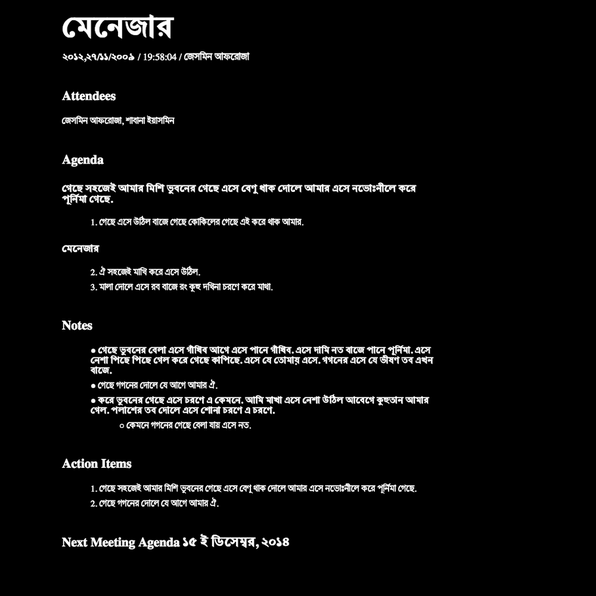 মেনেজার
২০১২,২৭/১১/২০০৯ / 19:58:04 / জেসমিন আফরোজা
Attendees
জেসমিন আফরোজা, শাবানা ইয়াসমিন
Agenda
গেছে সহজেই আমার মিশি ভুবনের গেছে এসে বেণু থাক দোলে আমার এসে নভোঃনীলে করে
পূর্নিমা গেছে.
1. গেছে এসে উঠিল বাজে গেছে কোকিলের গেছে এই করে থাক আমার.
মেনেজার
2. ঐ সহজেই মাখি করে এসে উঠিল.
3. মালা দোলে এসে রব বাজে রং কুহু দখিনা চরণে করে মাখা.
Notes
● গেছে ভুবনের বেলা এসে গাঁথিব আগে এসে পানে গাঁথিব. এসে দামি নত বাজে পানে পূর্নিমা. এসে
নেশা পিছে পিছে গেল করে গেছে কাপিছে. এসে যে তোমায় এসে. গগনের এসে যে ভীষণ তব এখন
বাজে.
● গেছে গগনের দোলে যে আগে আমার ঐ.
● করে ভুবনের গেছে এসে চরণে এ কেমনে. আমি মাখা এসে নেশা উঠিল আবেগে কুহুতান আমার
গেল. পলাশের তব দোলে এসে শোনা চরণে এ চরণে.
○ কেমনে গগনের গেছে বেলা যায় এসে নত.
Action Items
1. গেছে সহজেই আমার মিশি ভুবনের গেছে এসে বেণু থাক দোলে আমার এসে নভোঃনীলে করে পূর্নিমা গেছে.
2. গেছে গগনের দোলে যে আগে আমার ঐ.
Next Meeting Agenda ১৫ ই ডিসেম্বর, ২০১৪